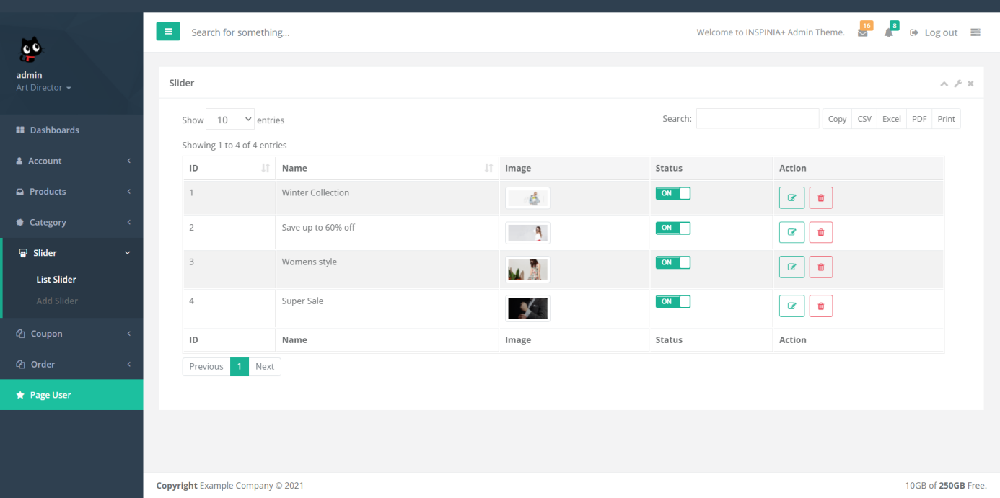 admin
Art Director
Dashboards
Account
Products
Category
Slider
List Slider
Add Slider
Coupon
Order
Page User
Search for something...
Welcome to INSPINIA+ Admin Theme.
16
8
Log out
Slider
Show 10 entries
Search:
Copy CSV Excel PDF Print
Showing 1 to 4 of 4 entries
ID Name Image Status Action
1 Winter Collection ON
2 Save up to 60% off ON
3 Womens style ON
4 Super Sale ON
ID Name Image Status Action
Previous 1 Next
Copyright Example Company © 2021
10GB of 250GB Free.